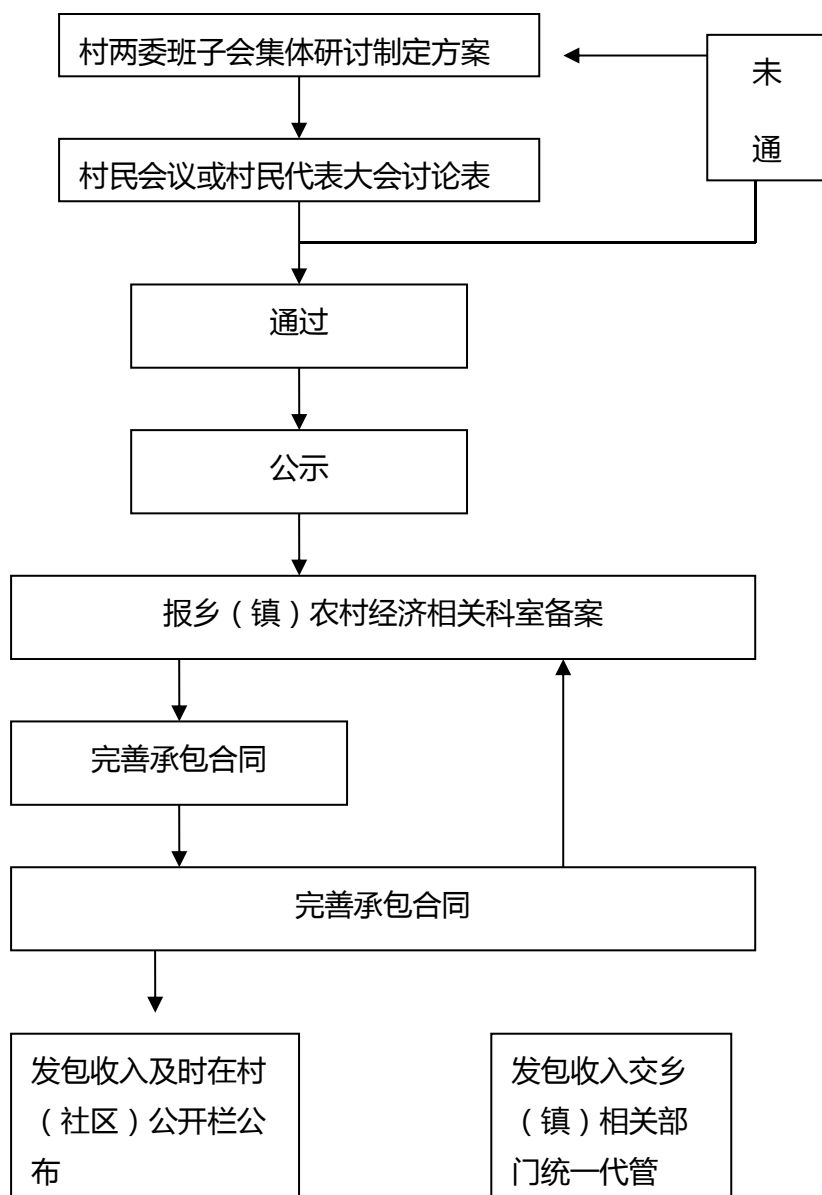 村两委班子会集体研讨制定方案
未
通
村民会议或村民代表大会讨论表
通过
公示
报乡（镇）农村经济相关科室备案
完善承包合同
完善承包合同
发包收入及时在村
（社区）公开栏公
布
发包收入交乡
（镇）相关部
门统一代管